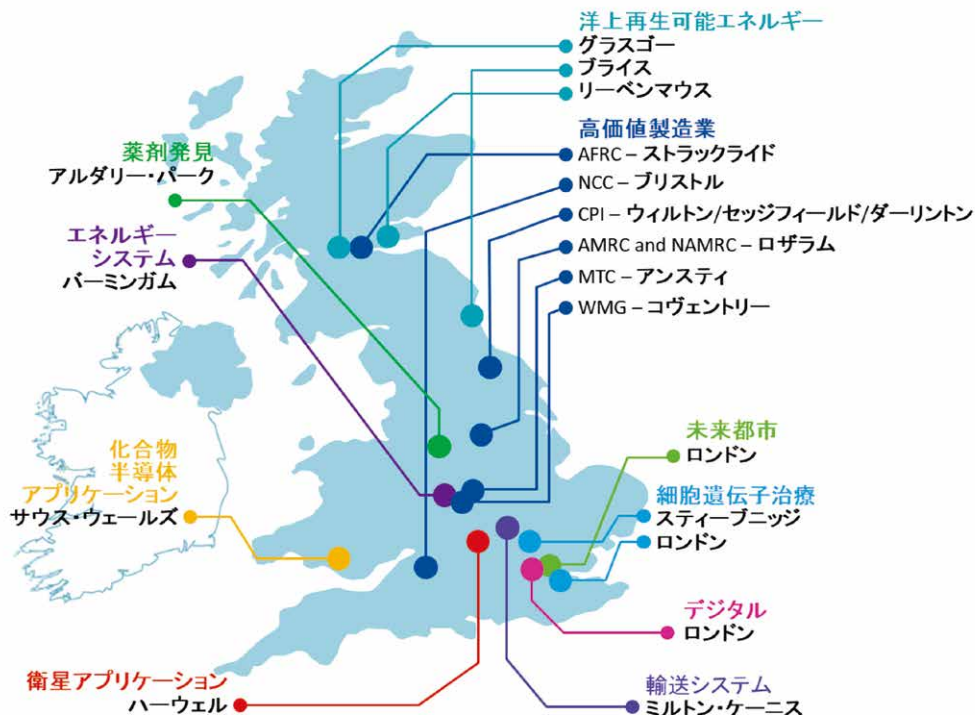 洋上再生可能エネルギー
グラスゴー
ブライス
リーベンマウス
高価値製造業
AFRC – ストラックライド
NCC – ブリストル
CPI – ウィルトン/セッジフィールド/ダーリントン
AMRC and NAMRC – ロザラム
MTC – アンスティ
WMG – コヴェントリー
薬剤発見
アルダリー・パーク
エネルギー
システム
バーミンガム
化合物
半導体
アプリケーション
サウス・ウェールズ
未来都市
ロンドン
細胞遺伝子治療
スティーブニッジ
ロンドン
デジタル
ロンドン
衛星アプリケーション
ハーウェル
輸送システム
ミルトン・ケーニス